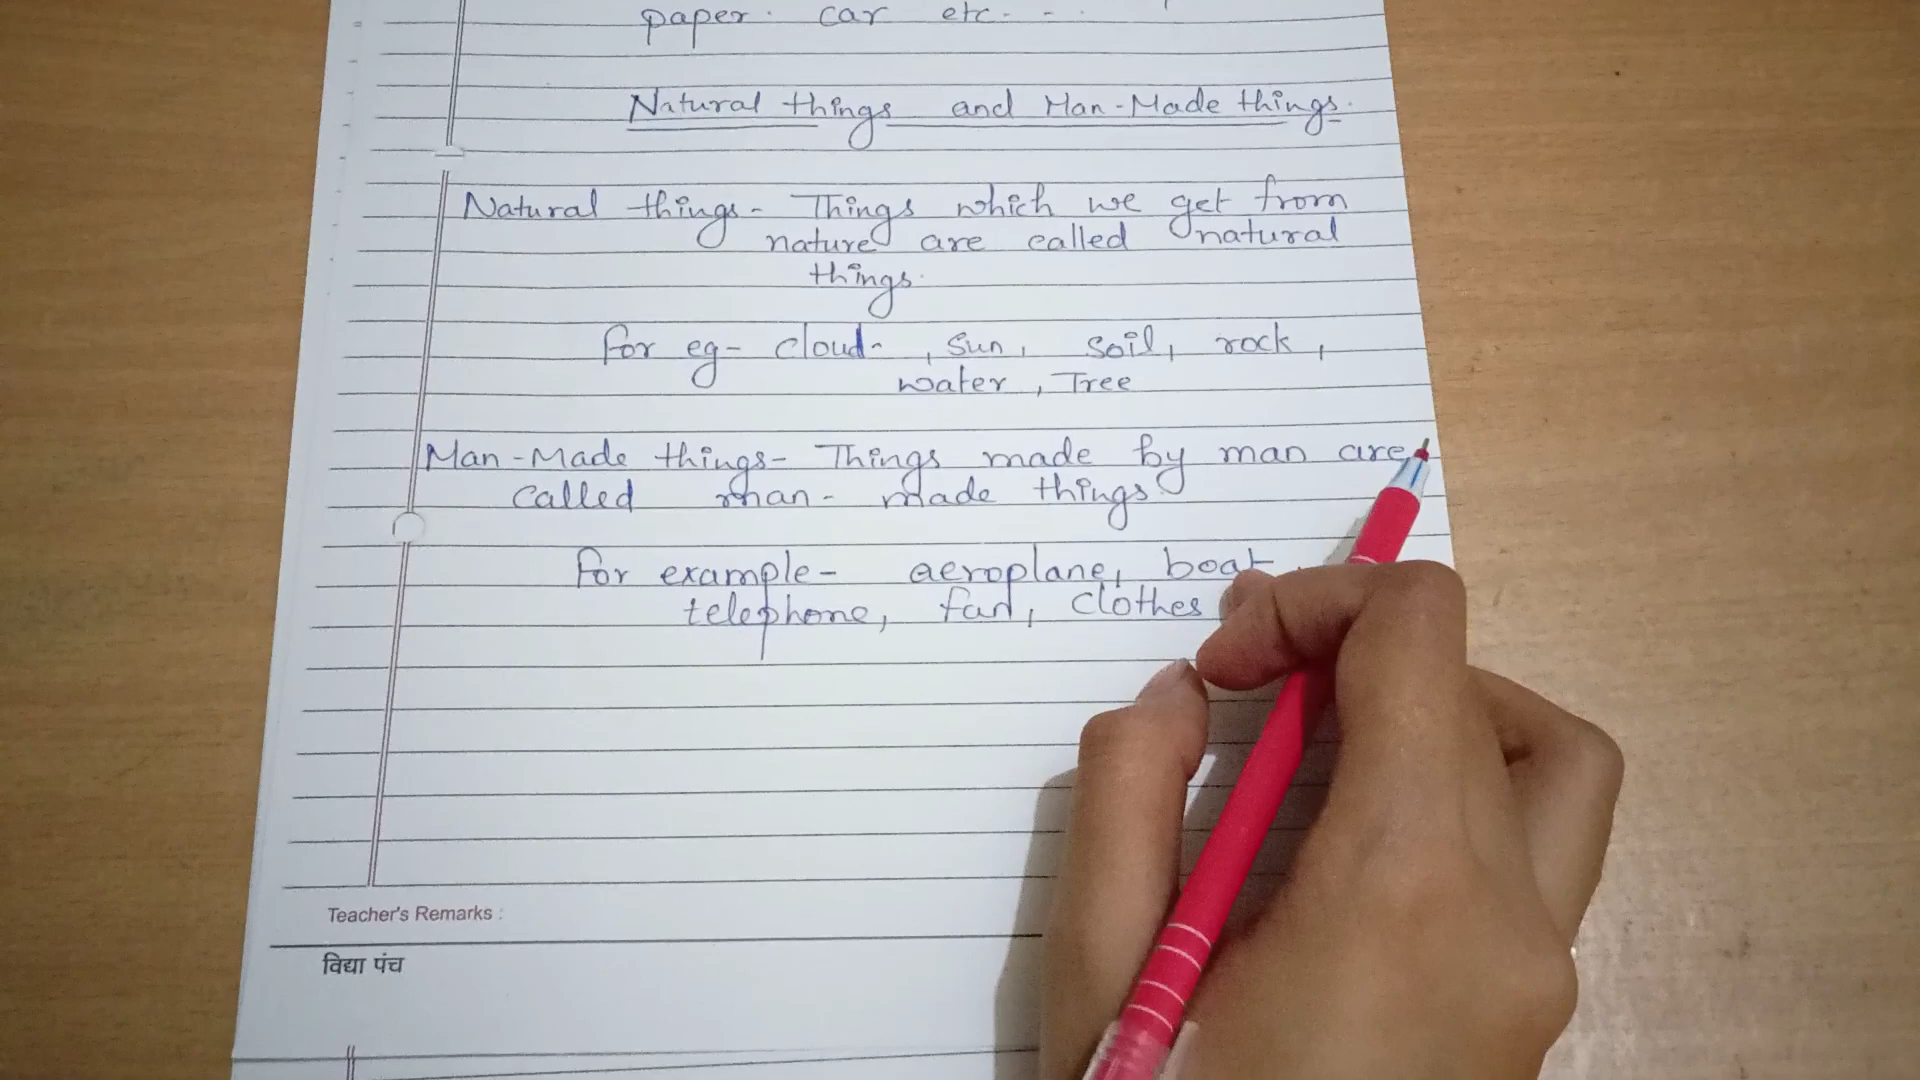 paper. car etc. - .
Natural things and Man-Made things.
Natural things - Things which we get from
nature are called natural
things.
for eg- cloud- , Sun, soil, rock,
water, Tree
Man-Made things- Things made by man are
called man- made things
for example- aeroplane, boat
telephone, fan, clothes
Teacher's Remarks :
विद्या पंच